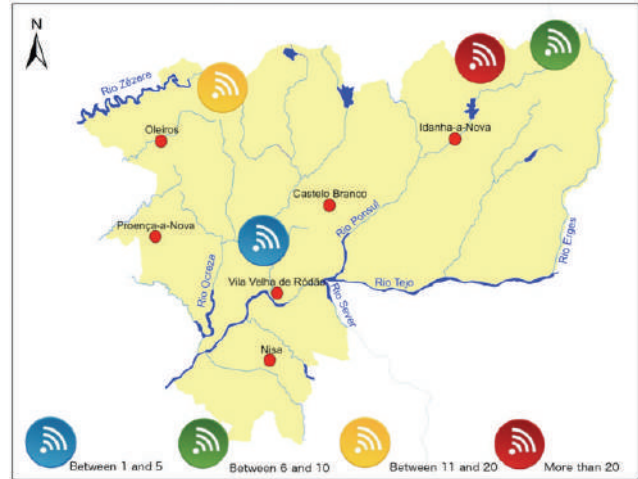 N
Rio Zêzere
Oleiros
Idanha-a-Nova
Castelo Branco
Proença-a-Nova
Rio Ponsul
Rio Erges
Rio Ocreza
Vila Velha de Ródão
Rio Tejo
Rio Sever
Nisa
Between 1 and 5
Between 6 and 10
Between 11 and 20
More than 20